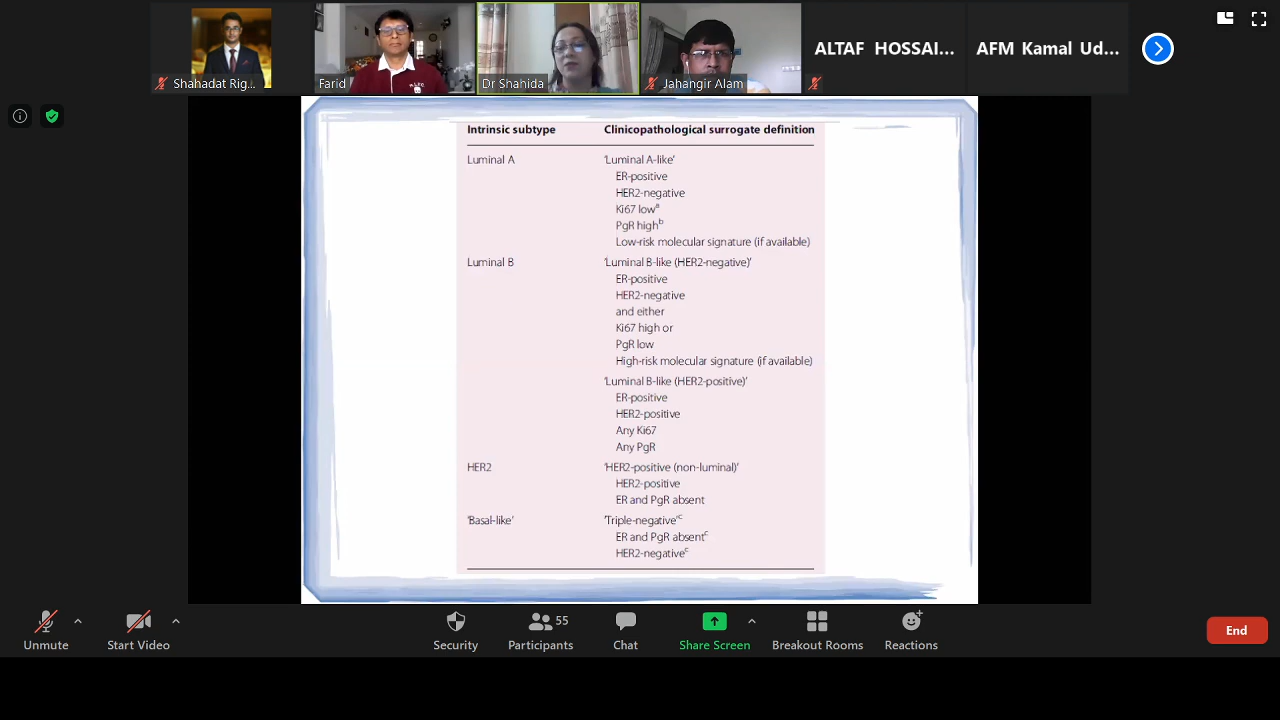 Shahadat Rig...
Farid
Dr Shahida
Jahangir Alam
ALTAF HOSSAI...
AFM Kamal Ud...
Intrinsic subtype Clinicopathological surrogate definition
Luminal A 'Luminal A-like'
ER-positive
HER2-negative
Ki67 lowᵃ
PgR highᵇ
Low-risk molecular signature (if available)
Luminal B 'Luminal B-like (HER2-negative)'
ER-positive
HER2-negative
and either
Ki67 high or
PgR low
High-risk molecular signature (if available)
'Luminal B-like (HER2-positive)'
ER-positive
HER2-positive
Any Ki67
Any PgR
HER2 'HER2-positive (non-luminal)'
HER2-positive
ER and PgR absent
'Basal-like' 'Triple-negative'ᶜ
ER and PgR absentᶜ
HER2-negativeᶜ
Unmute
Start Video
Security
Participants 55
Chat
Share Screen
Breakout Rooms
Reactions
End